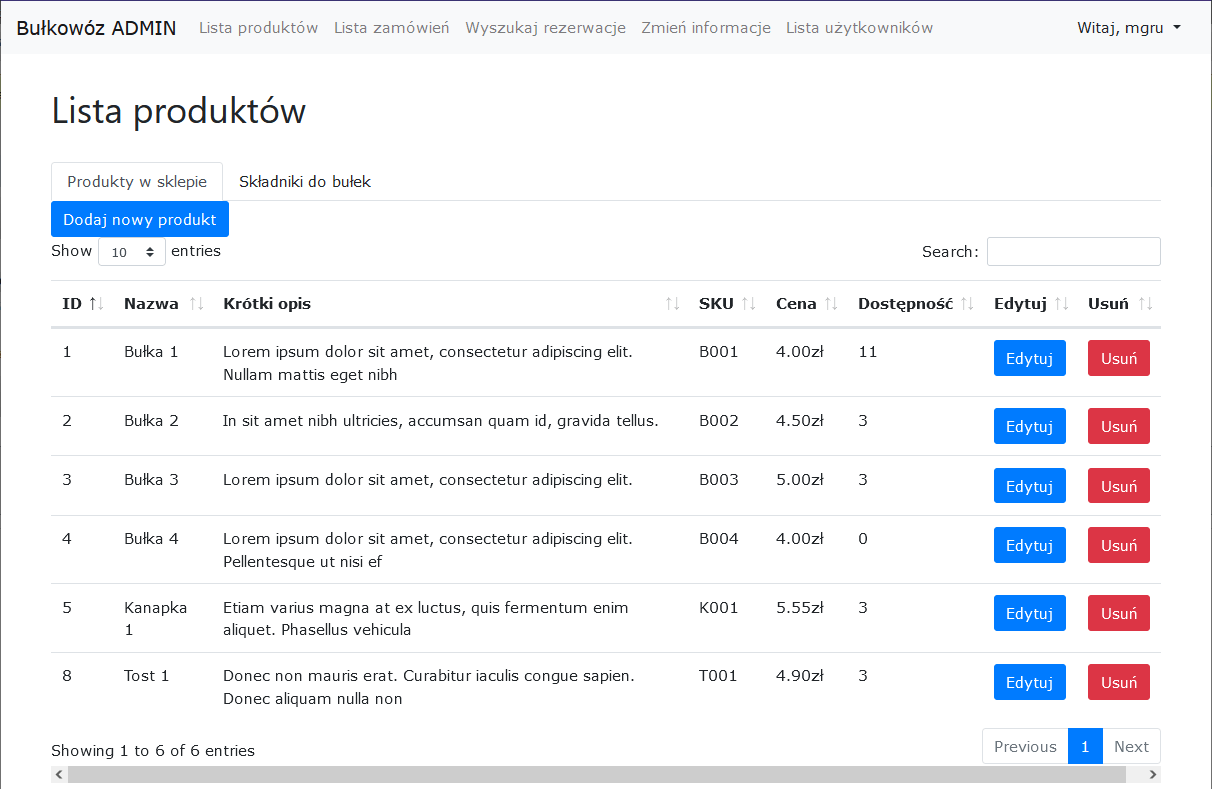 Bułkowóz ADMIN Lista produktów Lista zamówień Wyszukaj rezerwacje Zmień informacje Lista użytkowników Witaj, mgru
Lista produktów
Produkty w sklepie Składniki do bułek
Dodaj nowy produkt
Show 10 entries Search:
ID Nazwa Krótki opis SKU Cena Dostępność Edytuj Usuń
1 Bułka 1 Lorem ipsum dolor sit amet, consectetur adipiscing elit. B001 4.00zł 11 Edytuj Usuń
Nullam mattis eget nibh
2 Bułka 2 In sit amet nibh ultricies, accumsan quam id, gravida tellus. B002 4.50zł 3 Edytuj Usuń
3 Bułka 3 Lorem ipsum dolor sit amet, consectetur adipiscing elit. B003 5.00zł 3 Edytuj Usuń
4 Bułka 4 Lorem ipsum dolor sit amet, consectetur adipiscing elit. B004 4.00zł 0 Edytuj Usuń
Pellentesque ut nisi ef
5 Kanapka Etiam varius magna at ex luctus, quis fermentum enim K001 5.55zł 3 Edytuj Usuń
1 aliquet. Phasellus vehicula
8 Tost 1 Donec non mauris erat. Curabitur iaculis congue sapien. T001 4.90zł 3 Edytuj Usuń
Donec aliquam nulla non
Showing 1 to 6 of 6 entries Previous 1 Next